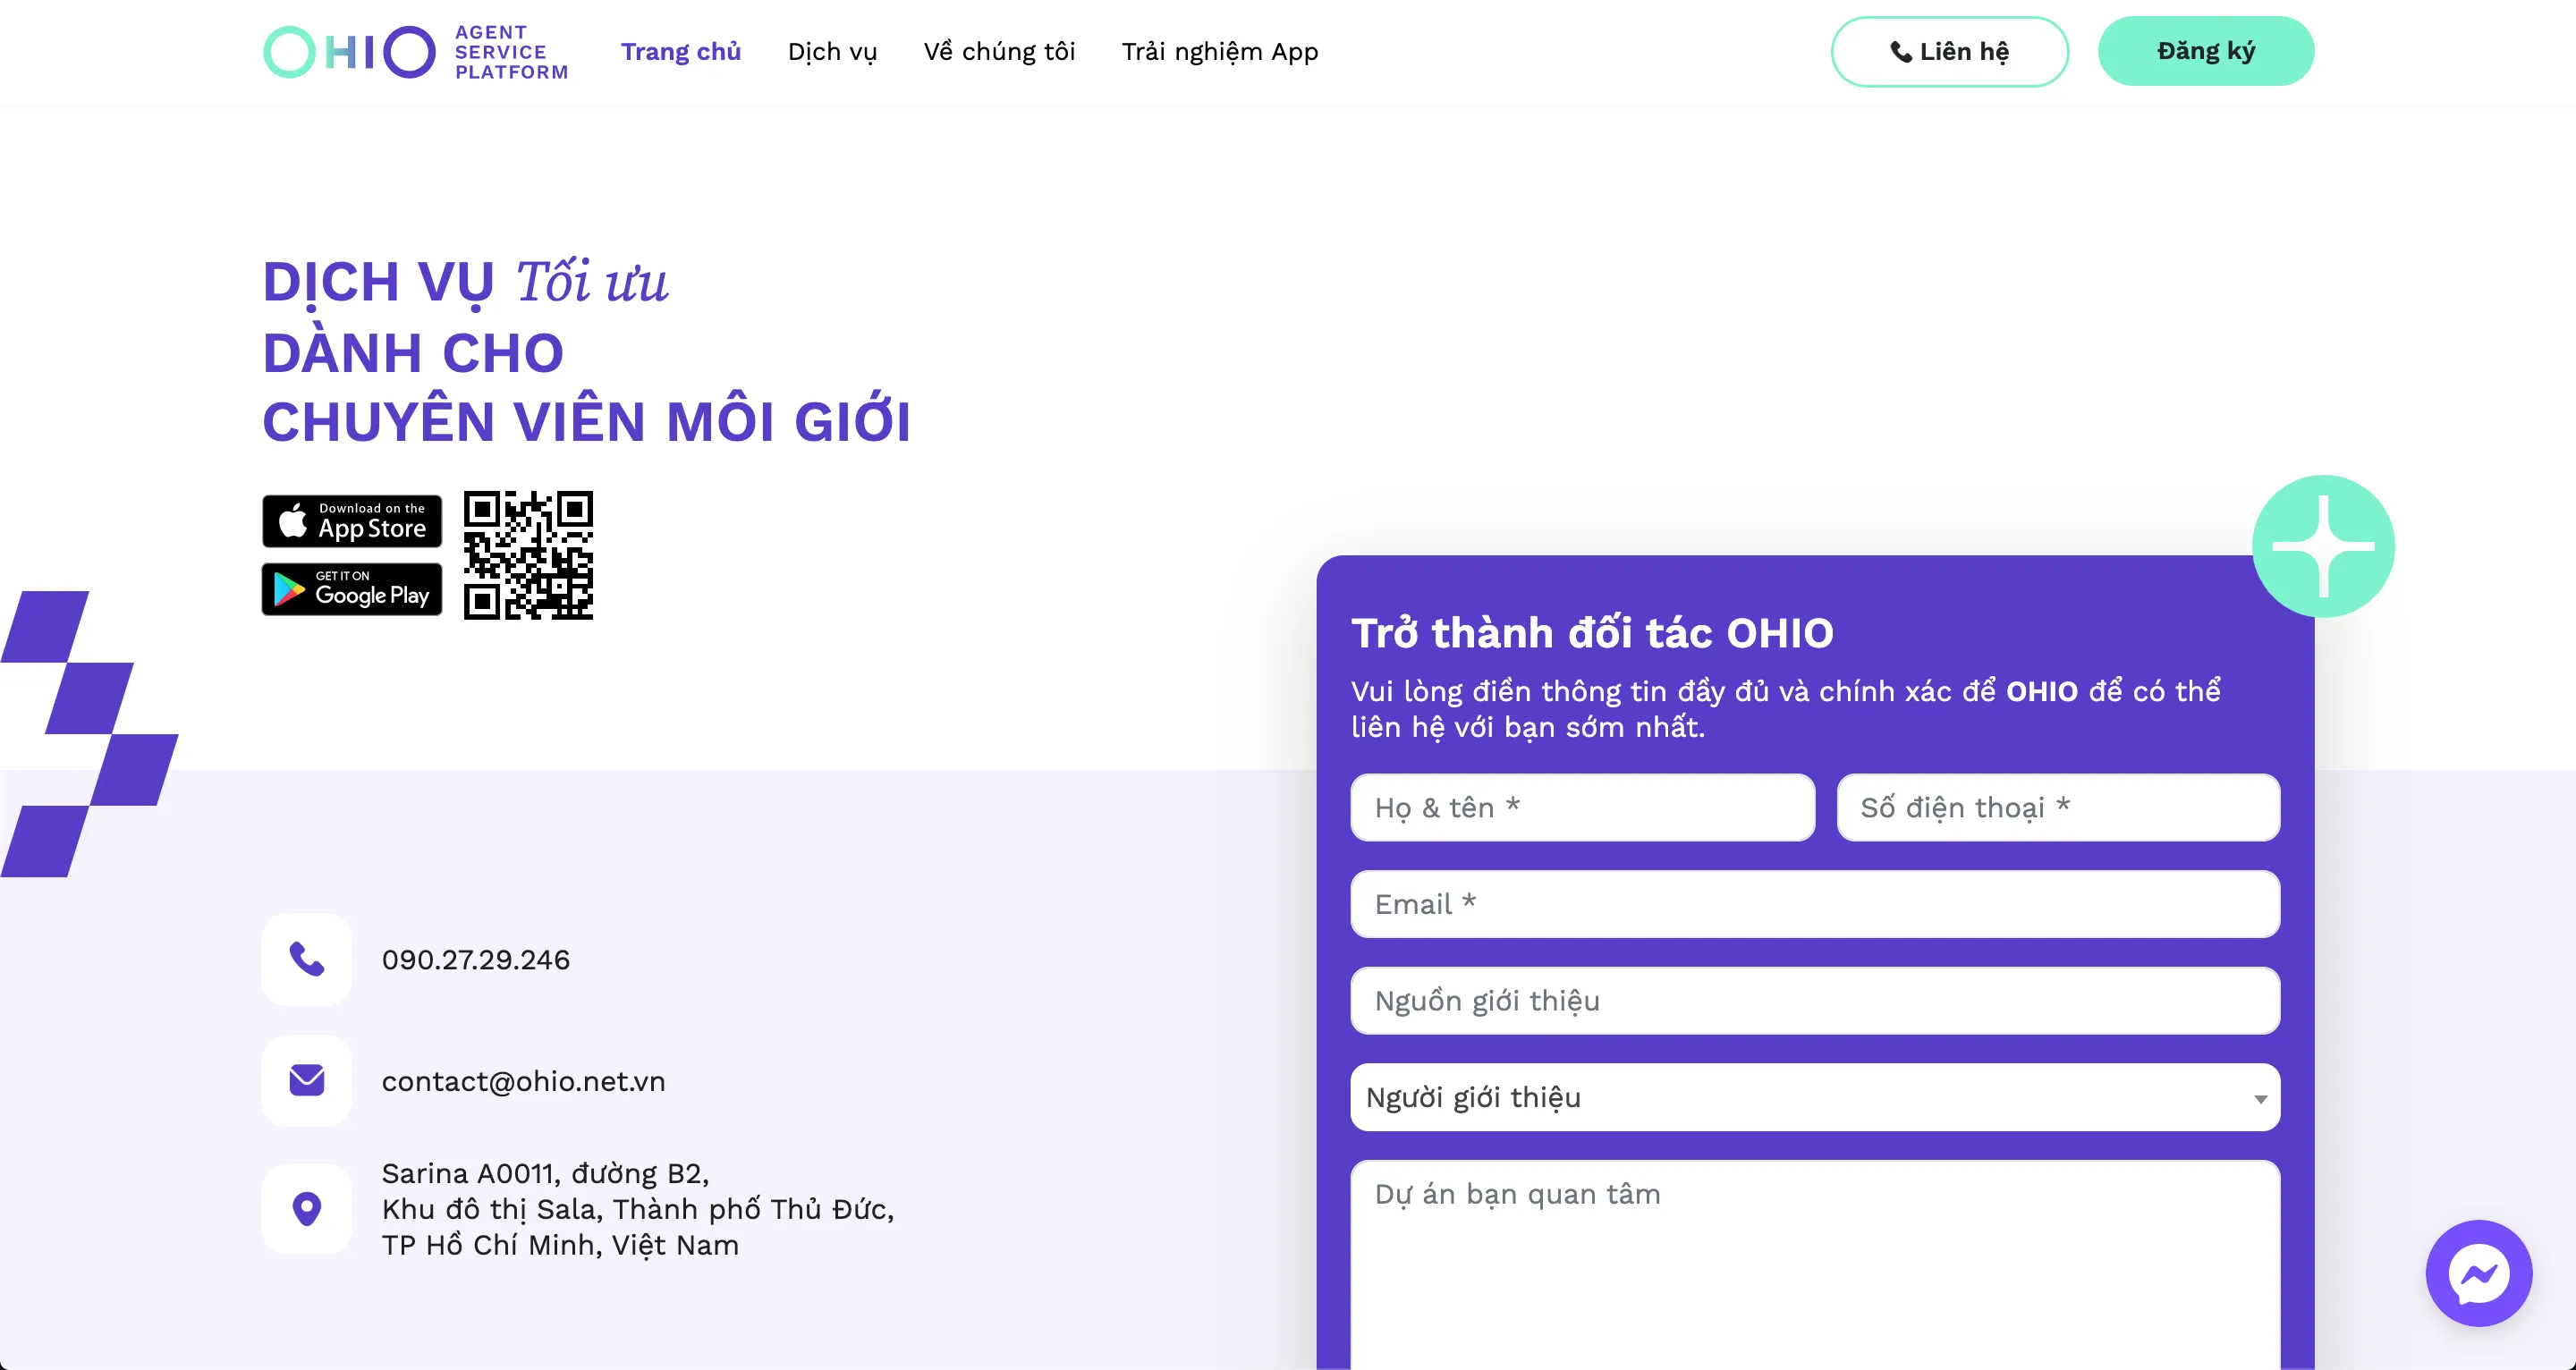 OHIO
AGENT
SERVICE
PLATFORM
Trang chủ
Dịch vụ
Về chúng tôi
Trải nghiệm App
Liên hệ
Đăng ký
DỊCH VỤ Tối ưu
DÀNH CHO
CHUYÊN VIÊN MÔI GIỚI
Download on the
App Store
GET IT ON
Google Play
Trở thành đối tác OHIO
Vui lòng điền thông tin đầy đủ và chính xác để OHIO để có thể
liên hệ với bạn sớm nhất.
Họ & tên *
Số điện thoại *
Email *
Nguồn giới thiệu
Người giới thiệu
Dự án bạn quan tâm
090.27.29.246
contact@ohio.net.vn
Sarina A0011, đường B2,
Khu đô thị Sala, Thành phố Thủ Đức,
TP Hồ Chí Minh, Việt Nam